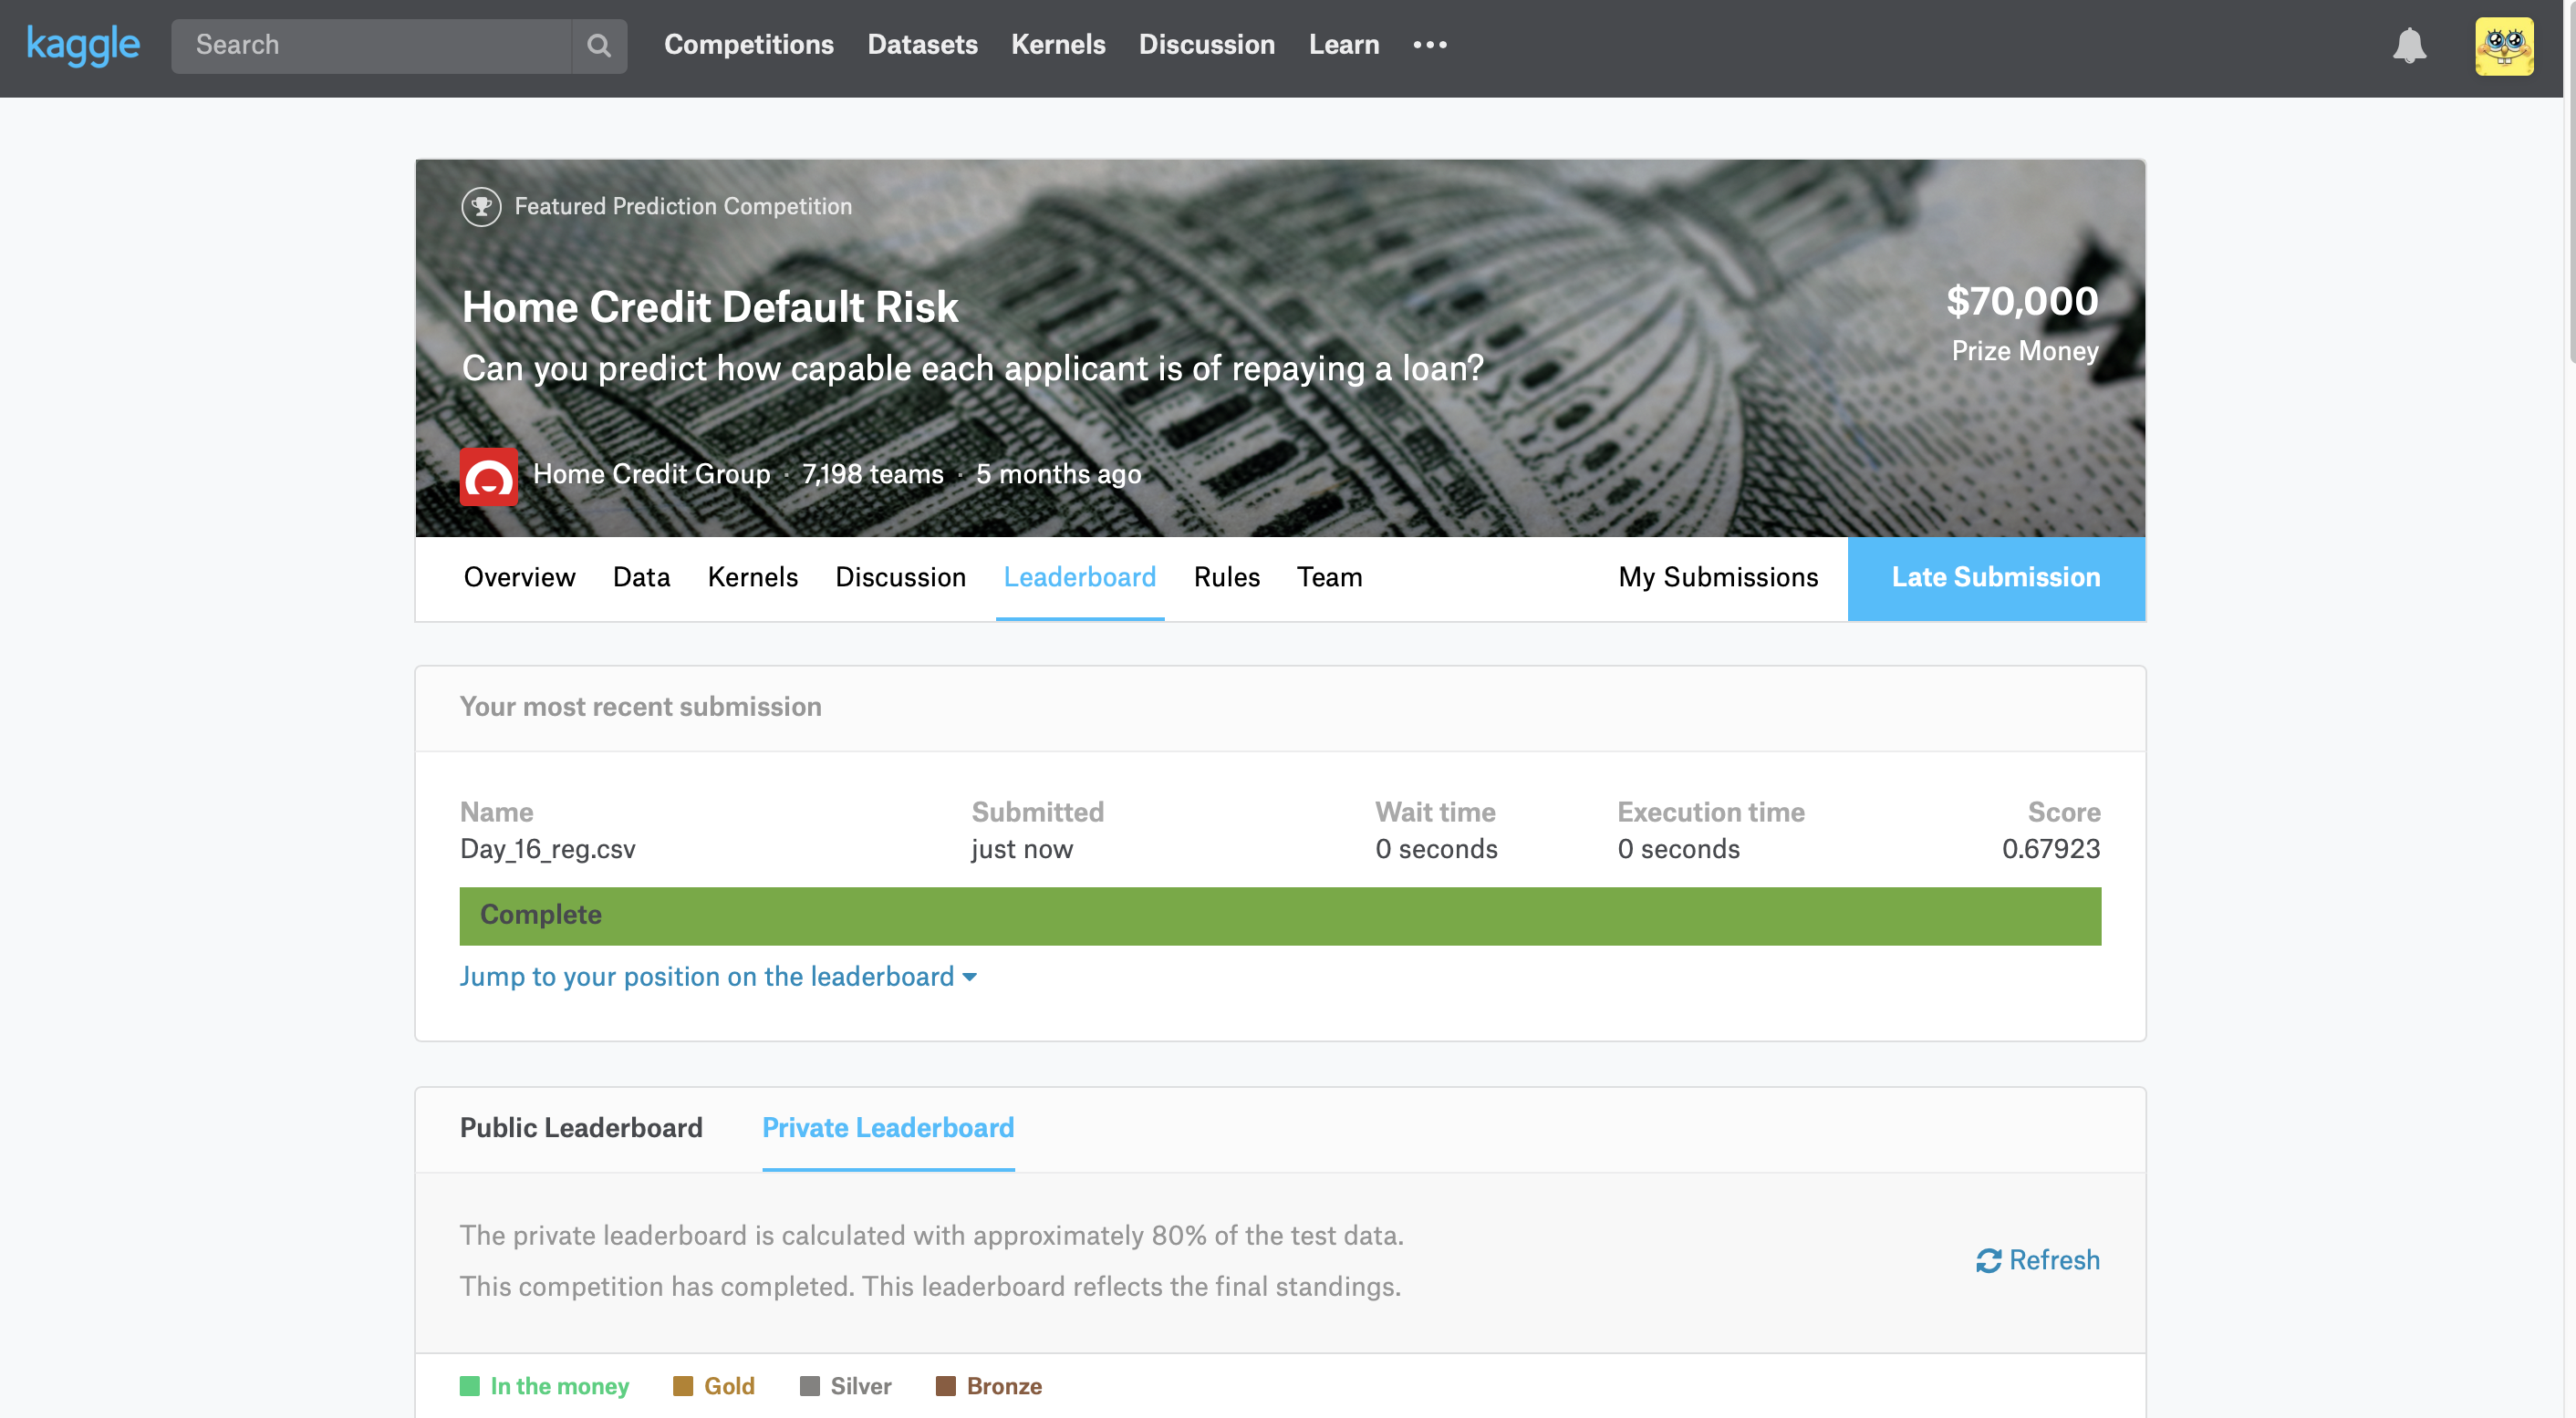 kaggle
Search
Competitions Datasets Kernels Discussion Learn •••
Featured Prediction Competition
Home Credit Default Risk
Can you predict how capable each applicant is of repaying a loan?
$70,000
Prize Money
Home Credit Group · 7,198 teams · 5 months ago
Overview Data Kernels Discussion Leaderboard Rules Team My Submissions Late Submission
Your most recent submission
Name Submitted Wait time Execution time Score
Day_16_reg.csv just now 0 seconds 0 seconds 0.67923
Complete
Jump to your position on the leaderboard
Public Leaderboard Private Leaderboard
The private leaderboard is calculated with approximately 80% of the test data.
This competition has completed. This leaderboard reflects the final standings.
Refresh
In the money Gold Silver Bronze